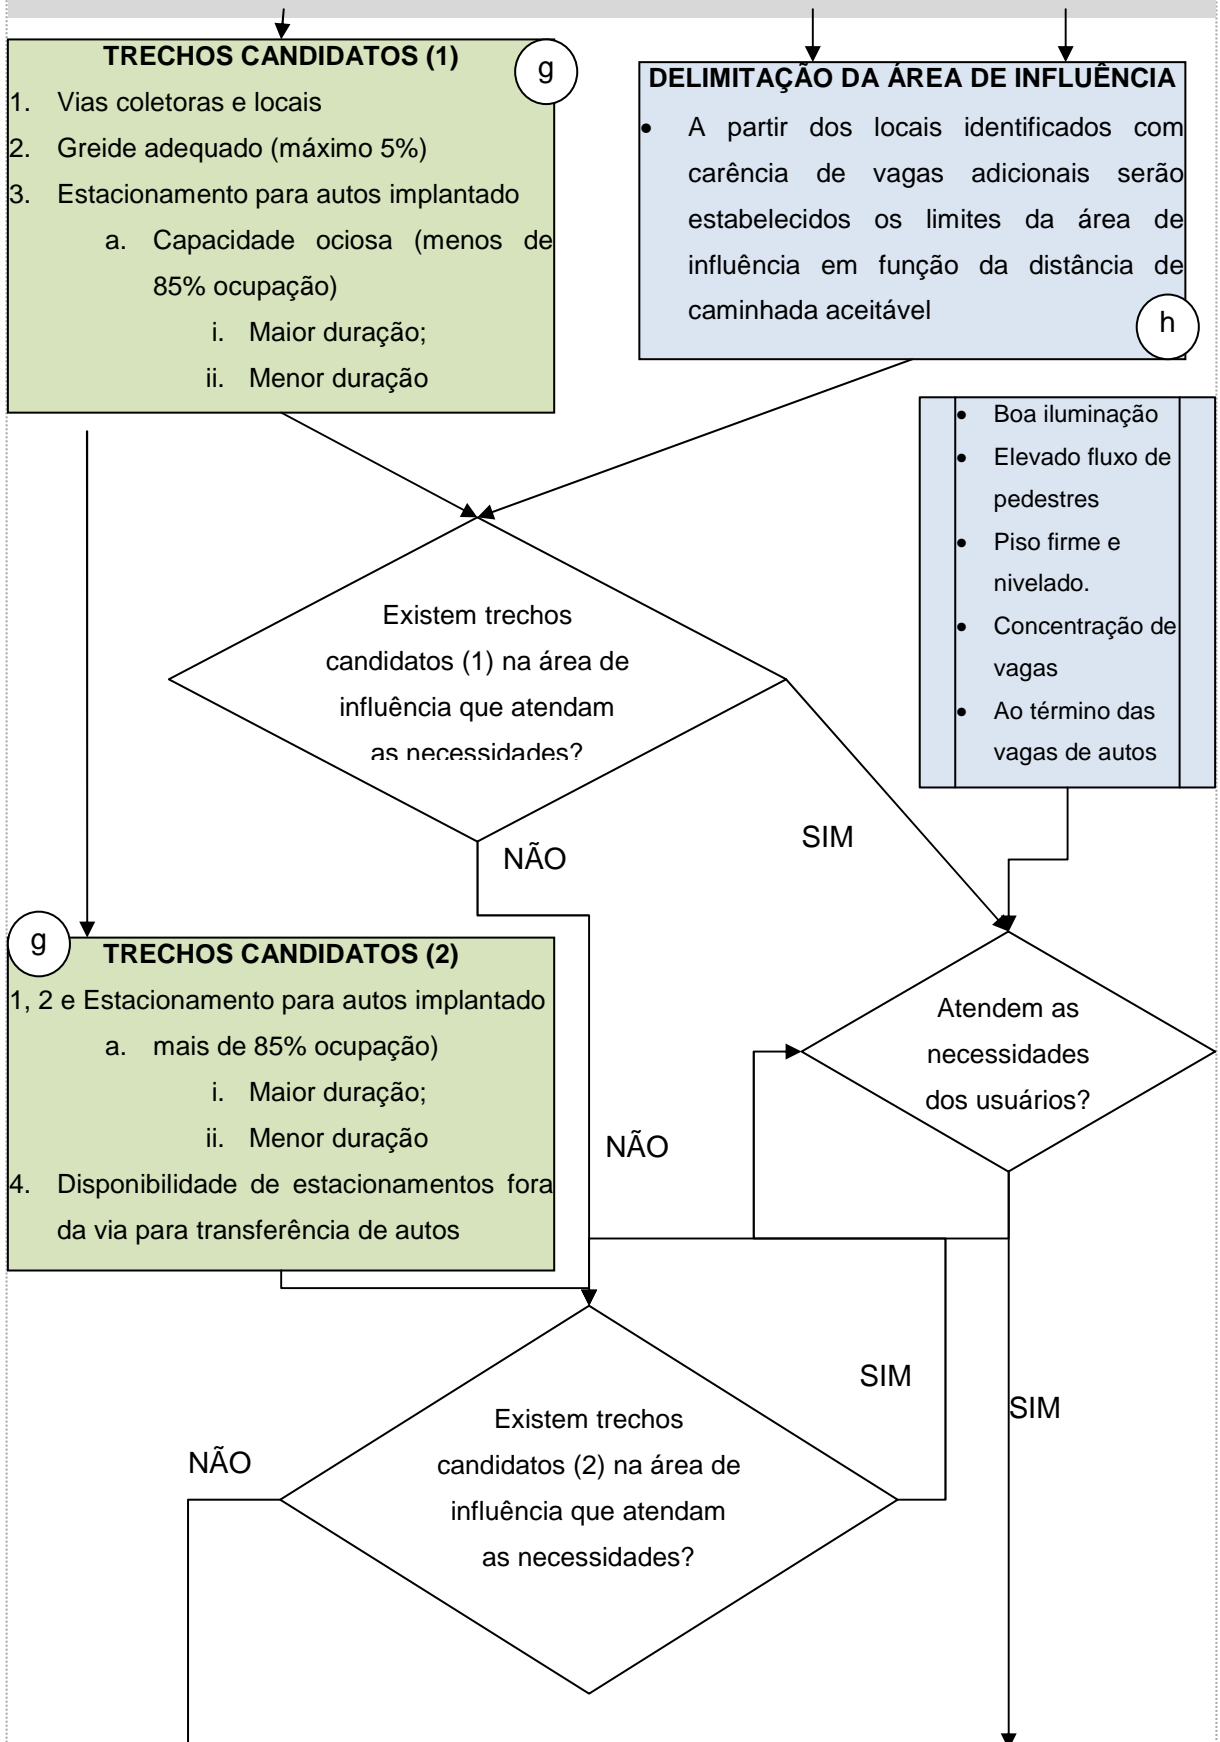 TRECHOS CANDIDATOS (1)
g
1. Vias coletoras e locais
2. Greide adequado (máximo 5%)
3. Estacionamento para autos implantado
a. Capacidade ociosa (menos de
85% ocupação)
i. Maior duração;
ii. Menor duração
DELIMITAÇÃO DA ÁREA DE INFLUÊNCIA
• A partir dos locais identificados com
carência de vagas adicionais serão
estabelecidos os limites da área de
influência em função da distância de
caminhada aceitável
h
• Boa iluminação
• Elevado fluxo de
pedestres
• Piso firme e
nivelado.
• Concentração de
vagas
• Ao término das
vagas de autos
Existem trechos
candidatos (1) na área de
influência que atendam
as necessidades?
NÃO
SIM
g
TRECHOS CANDIDATOS (2)
1, 2 e Estacionamento para autos implantado
a. mais de 85% ocupação)
i. Maior duração;
ii. Menor duração
4. Disponibilidade de estacionamentos fora
da via para transferência de autos
Atendem as
necessidades
dos usuários?
NÃO
SIM
SIM
Existem trechos
candidatos (2) na área de
influência que atendam
as necessidades?
NÃO